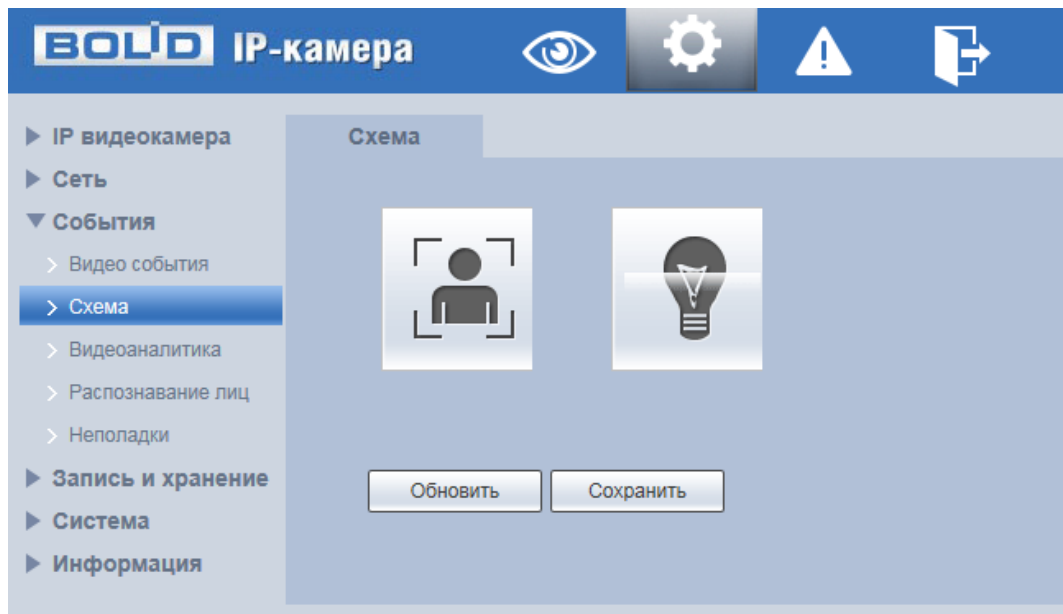 BOLID IP-камера
IP видеокамера
Сеть
События
Видео события
Схема
Видеоаналитика
Распознавание лиц
Неполадки
Запись и хранение
Система
Информация
Схема
Обновить
Сохранить